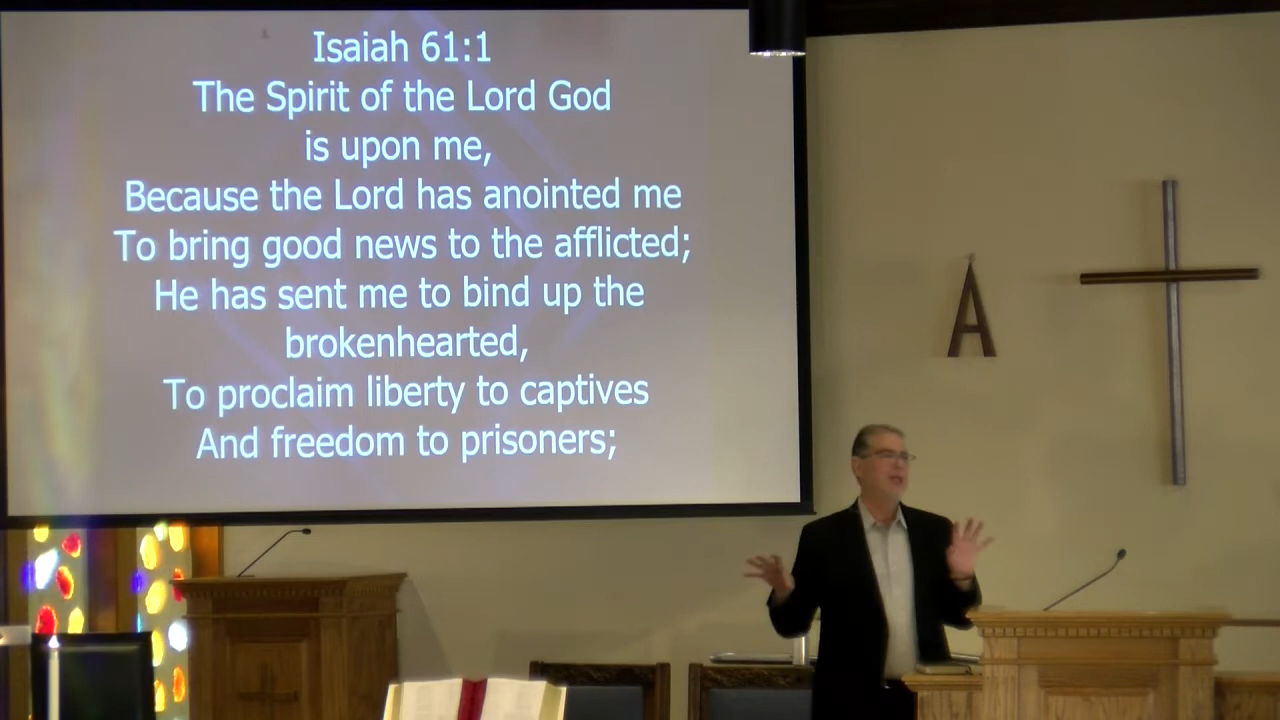 Isaiah 61:1
The Spirit of the Lord God
is upon me,
Because the Lord has anointed me
To bring good news to the afflicted;
He has sent me to bind up the
brokenhearted,
To proclaim liberty to captives
And freedom to prisoners;
A